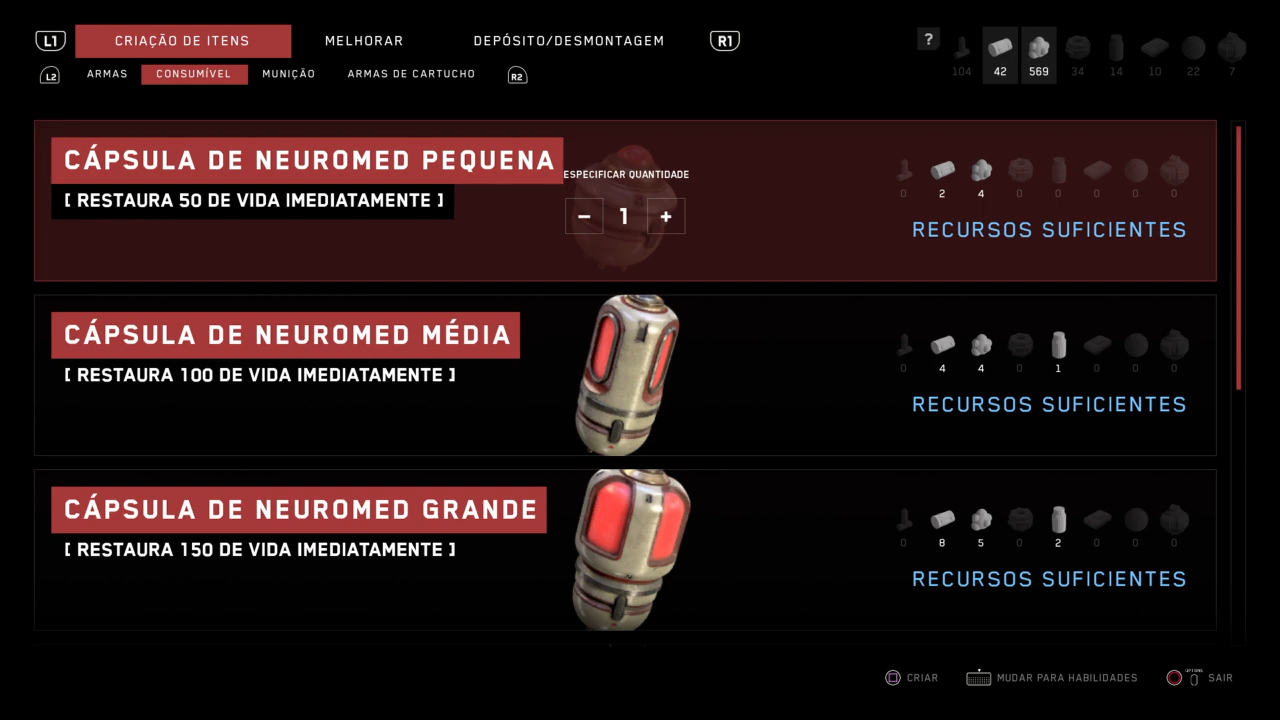 L1 CRIAÇÃO DE ITENS MELHORAR DEPÓSITO/DESMONTAGEM R1
L2 ARMAS CONSUMÍVEL MUNIÇÃO ARMAS DE CARTUCHO R2
? 104 42 569 34 14 10 22 7
CÁPSULA DE NEUROMED PEQUENA
[ RESTAURA 50 DE VIDA IMEDIATAMENTE ]
ESPECIFICAR QUANTIDADE
− 1 +
0 2 4 0 0 0 0 0
RECURSOS SUFICIENTES
CÁPSULA DE NEUROMED MÉDIA
[ RESTAURA 100 DE VIDA IMEDIATAMENTE ]
0 4 4 0 1 0 0 0
RECURSOS SUFICIENTES
CÁPSULA DE NEUROMED GRANDE
[ RESTAURA 150 DE VIDA IMEDIATAMENTE ]
0 8 5 0 2 0 0 0
RECURSOS SUFICIENTES
CRIAR MUDAR PARA HABILIDADES OPTIONS SAIR